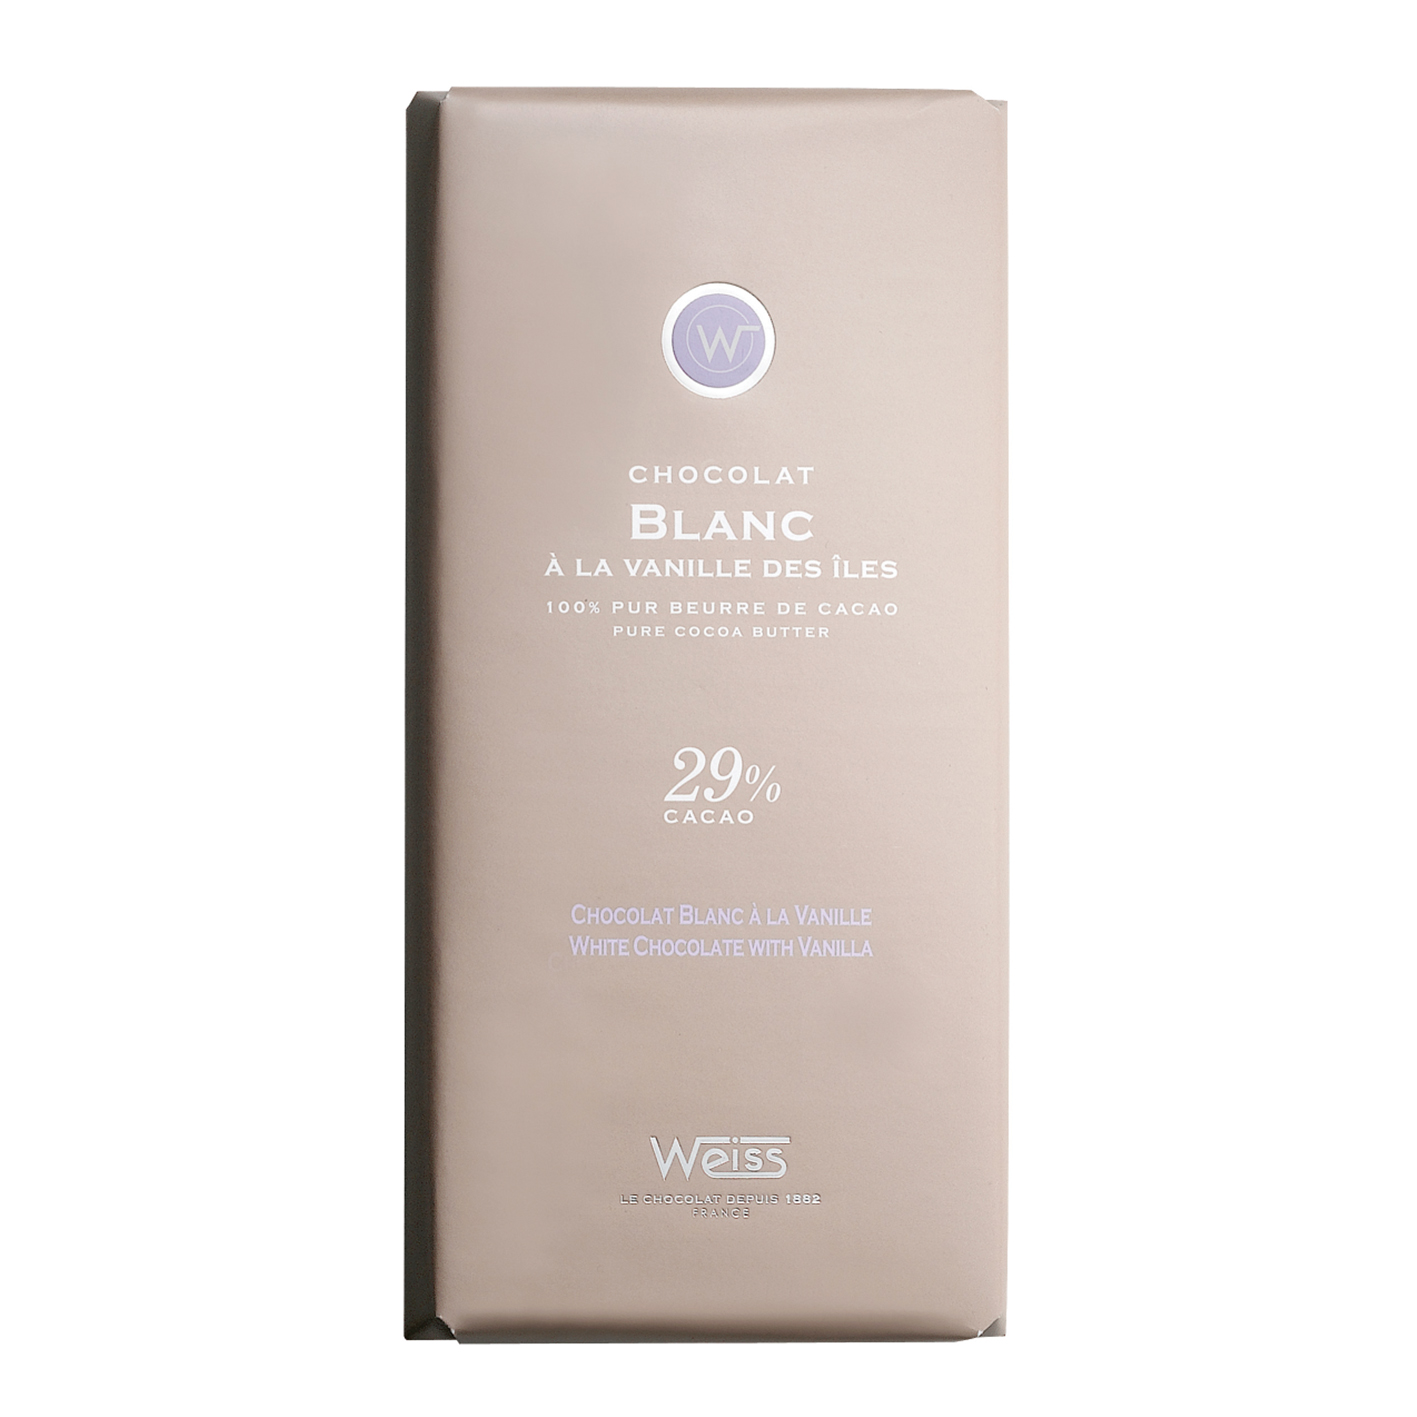 W
CHOCOLAT
BLANC
À LA VANILLE DES ÎLES
100% PUR BEURRE DE CACAO
PURE COCOA BUTTER
29%
CACAO
CHOCOLAT BLANC À LA VANILLE
WHITE CHOCOLATE WITH VANILLA
Weiss
LE CHOCOLAT DEPUIS 1882
FRANCE